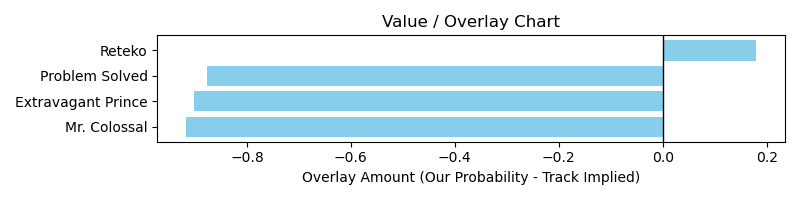 Value / Overlay Chart
Reteko
Problem Solved
Extravagant Prince
Mr. Colossal
−0.8 −0.6 −0.4 −0.2 0.0 0.2
Overlay Amount (Our Probability - Track Implied)